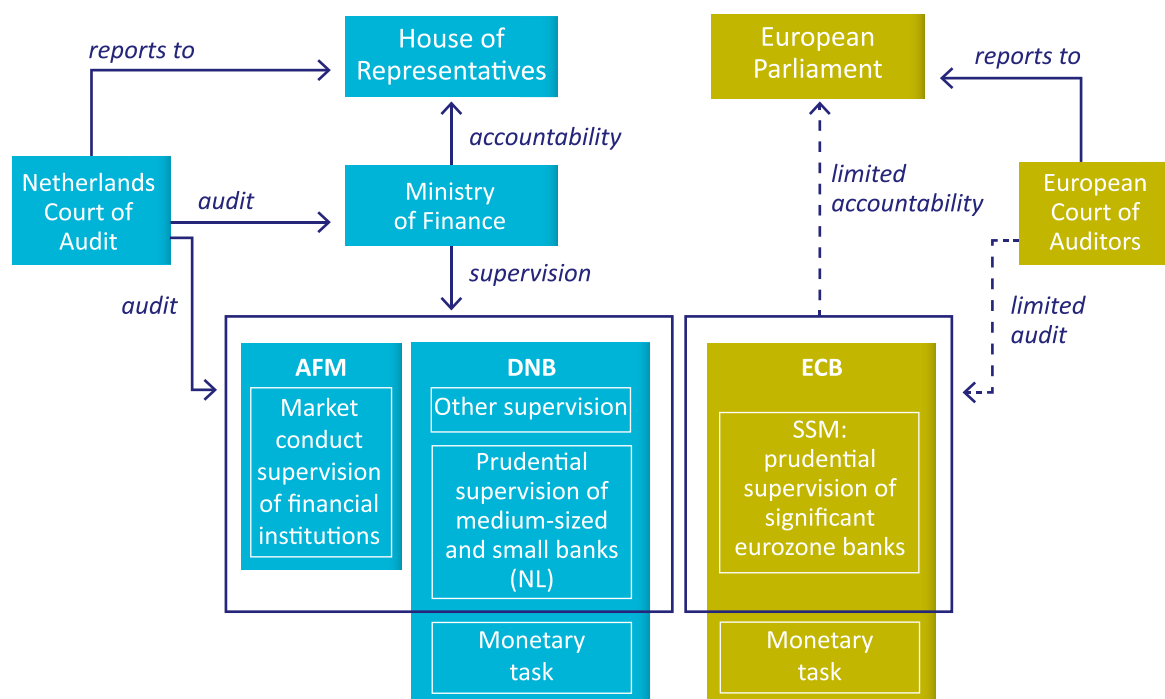 House of
Representatives
European
Parliament
reports to
reports to
accountability
limited
accountability
Netherlands
Court of
Audit
audit
Ministry
of Finance
European
Court of
Auditors
supervision
audit
limited
audit
AFM
Market
conduct
supervision
of financial
institutions
DNB
Other supervision
Prudential
supervision of
medium-sized
and small banks
(NL)
Monetary
task
ECB
SSM:
prudential
supervision of
significant
eurozone banks
Monetary
task